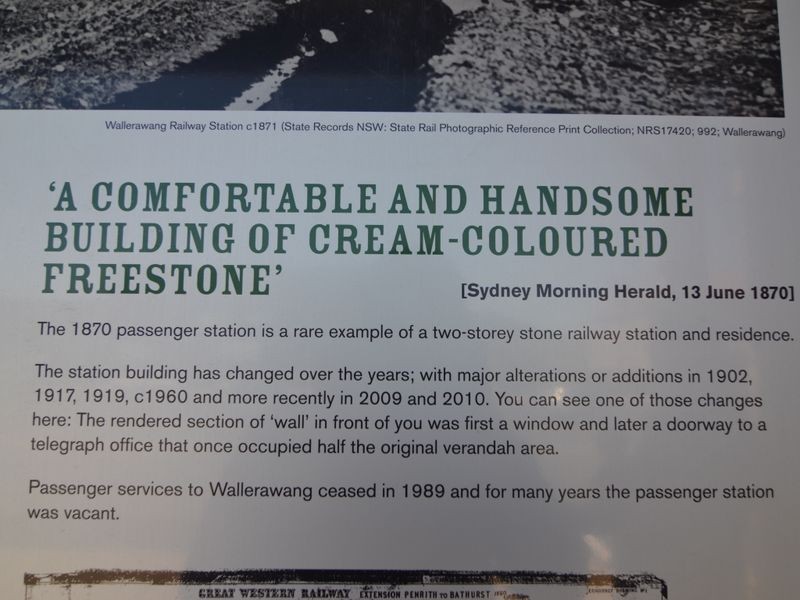 Wallerawang Railway Station c1871 (State Records NSW: State Rail Photographic Reference Print Collection; NRS17420; 992; Wallerawang)
‘A COMFORTABLE AND HANDSOME
BUILDING OF CREAM-COLOURED
FREESTONE’
[Sydney Morning Herald, 13 June 1870]
The 1870 passenger station is a rare example of a two-storey stone railway station and residence.
The station building has changed over the years; with major alterations or additions in 1902,
1917, 1919, c1960 and more recently in 2009 and 2010. You can see one of those changes
here: The rendered section of ‘wall’ in front of you was first a window and later a doorway to a
telegraph office that once occupied half the original verandah area.
Passenger services to Wallerawang ceased in 1989 and for many years the passenger station
was vacant.
GREAT WESTERN RAILWAY EXTENSION PENRITH TO BATHURST